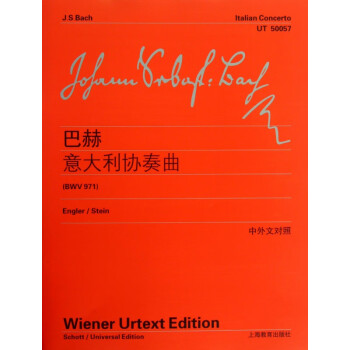 J S Bach
Italian Concerto
UT 50057
Johann Sebast. Bach
巴赫
意大利协奏曲
(BWV 971)
Engler / Stein
中外文对照
Wiener Urtext Edition
Schott / Universal Edition
上海教育出版社